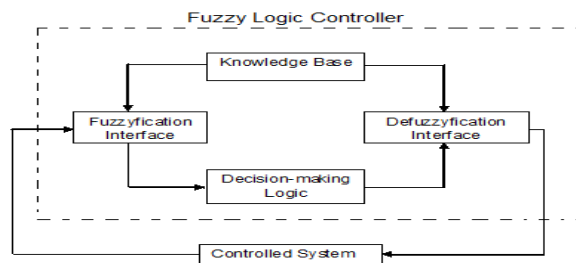 Fuzzy Logic Controller
Knowledge Base
Fuzzyfication
Interface
Defuzzyfication
Interface
Decision-making
Logic
Controlled System